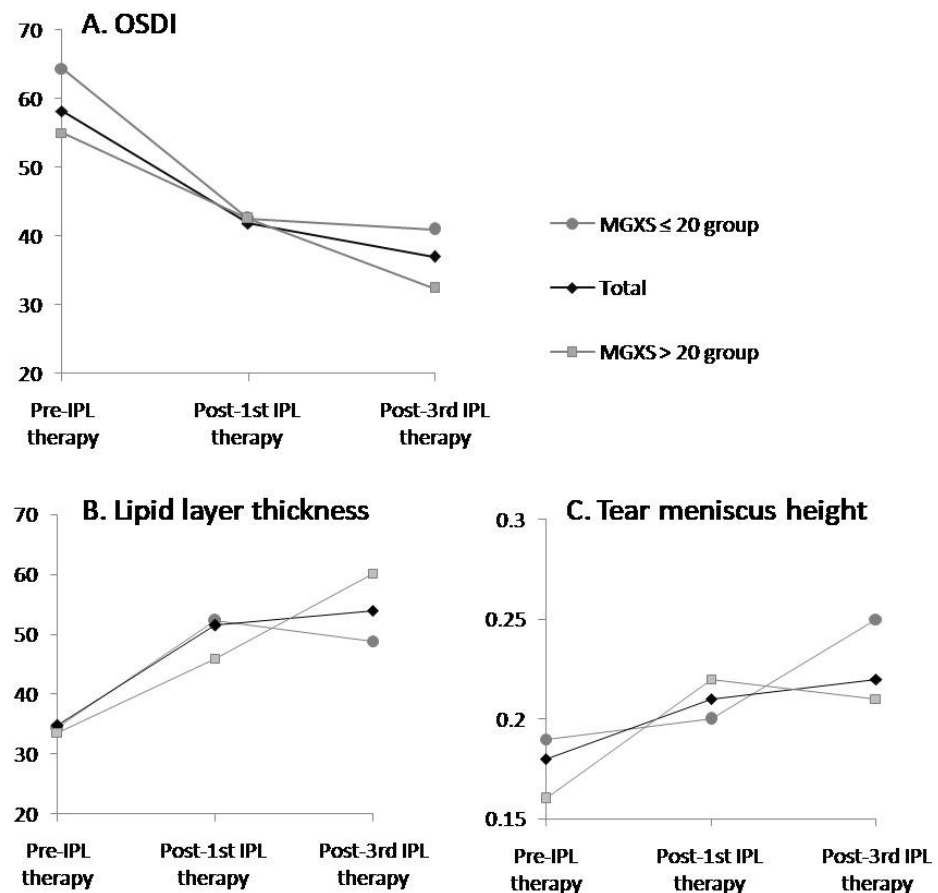 A. OSDI
70
60
50
40
30
20
Pre-IPL therapy
Post-1st IPL therapy
Post-3rd IPL therapy
MGXS ≤ 20 group
Total
MGXS > 20 group
B. Lipid layer thickness
70
60
50
40
30
20
Pre-IPL therapy
Post-1st IPL therapy
Post-3rd IPL therapy
C. Tear meniscus height
0.3
0.25
0.2
0.15
Pre-IPL therapy
Post-1st IPL therapy
Post-3rd IPL therapy